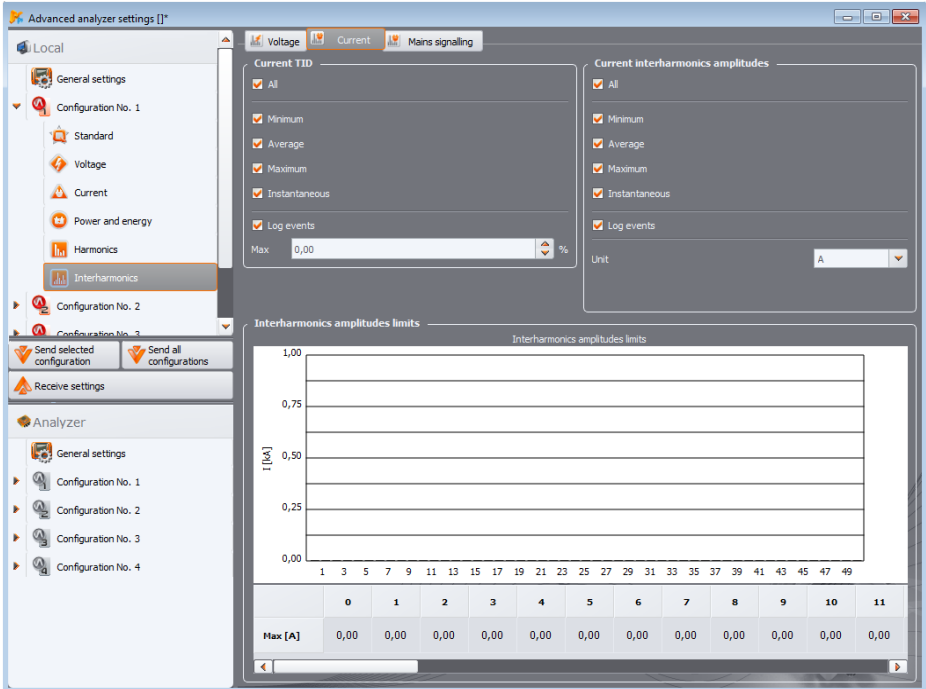 Advanced analyzer settings []*
Local
General settings
Configuration No. 1
Standard
Voltage
Current
Power and energy
Harmonics
Interharmonics
Configuration No. 2
Configuration No. 3
Send selected configuration
Send all configurations
Receive settings
Analyzer
General settings
Configuration No. 1
Configuration No. 2
Configuration No. 3
Configuration No. 4
Voltage Current Mains signalling
Current TID
All
Minimum
Average
Maximum
Instantaneous
Log events
Max 0,00 %
Current interharmonics amplitudes
All
Minimum
Average
Maximum
Instantaneous
Log events
Unit A
Interharmonics amplitudes limits
Interharmonics amplitudes limits
1,00
0,75
0,50
0,25
0,00
I [kA]
1 3 5 7 9 11 13 15 17 19 21 23 25 27 29 31 33 35 37 39 41 43 45 47 49
0 1 2 3 4 5 6 7 8 9 10 11
Max [A] 0,00 0,00 0,00 0,00 0,00 0,00 0,00 0,00 0,00 0,00 0,00 0,00